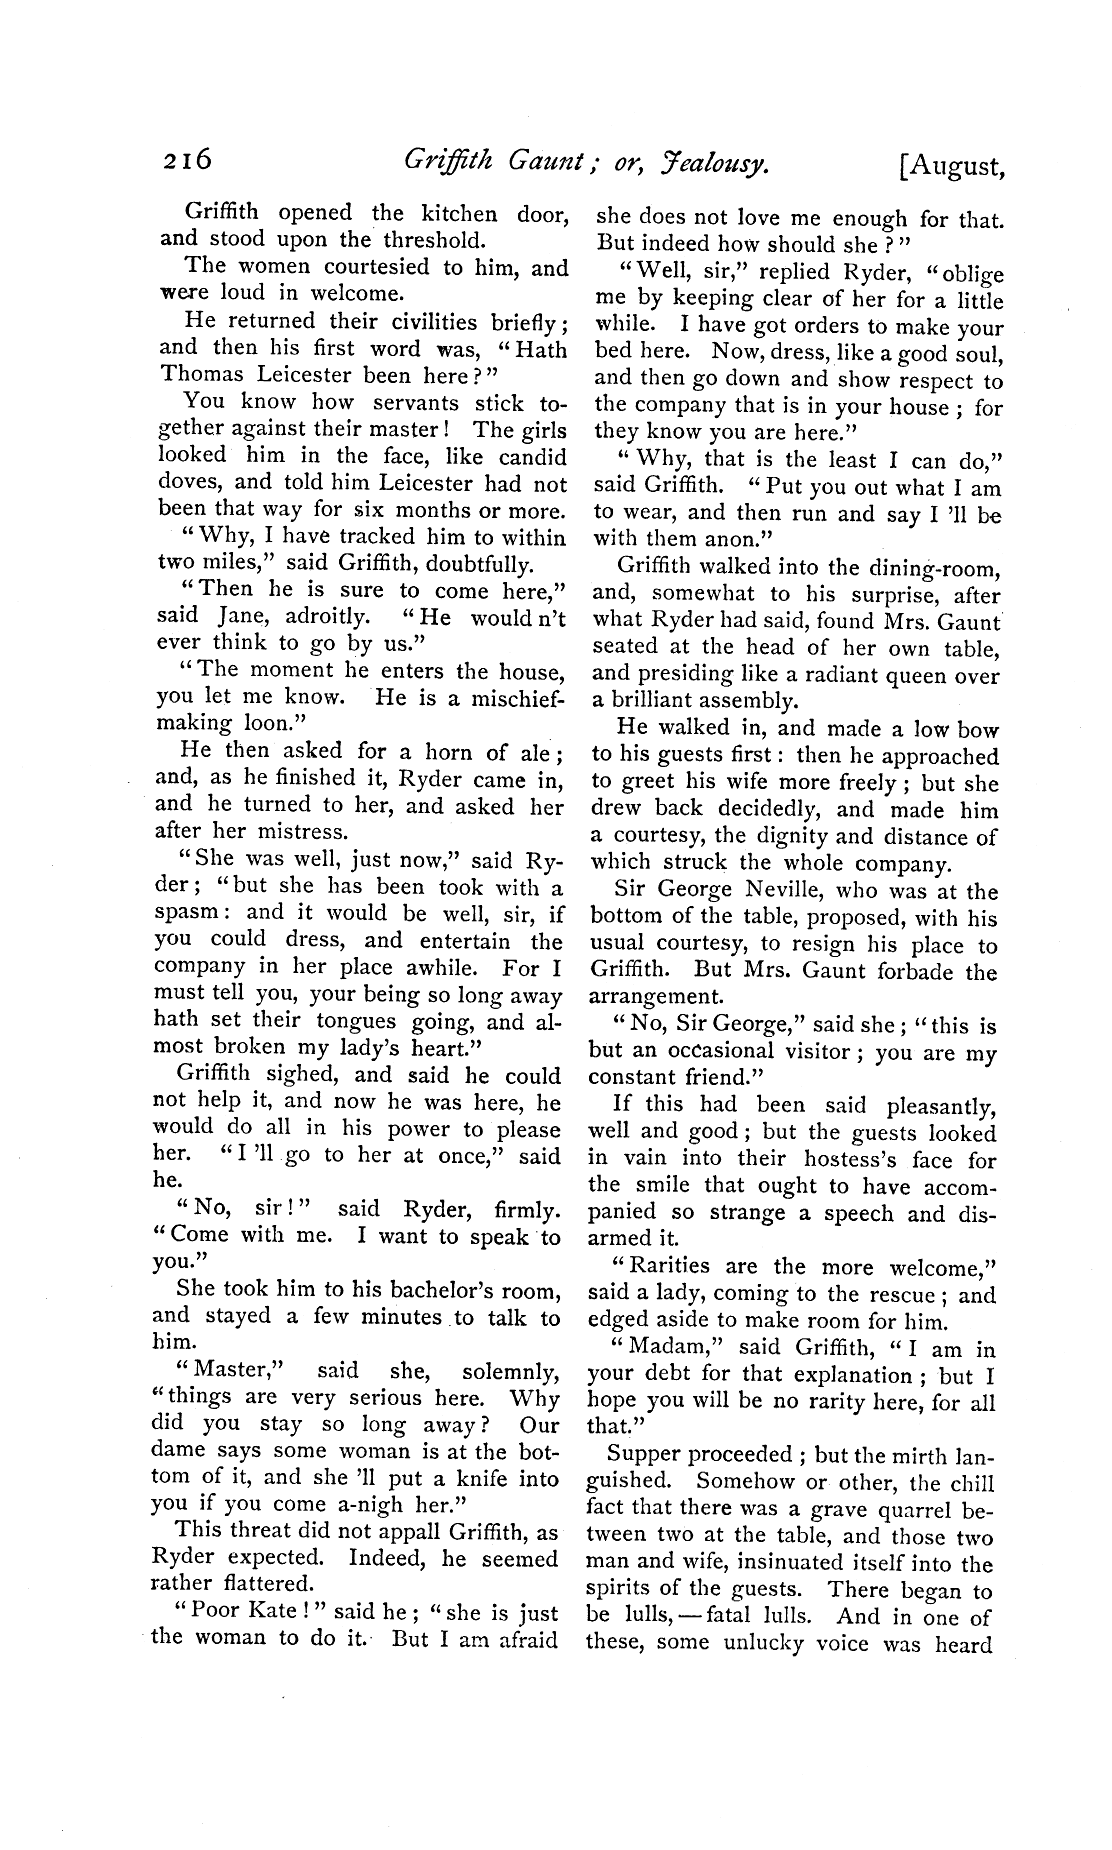 216 Griffith Gaunt; or, Jealousy. [August,
Griffith opened the kitchen door,
and stood upon the threshold.
The women courtesied to him, and
were loud in welcome.
He returned their civilities briefly;
and then his first word was, "Hath
Thomas Leicester been here?"
You know how servants stick to-
gether against their master! The girls
looked him in the face, like candid
doves, and told him Leicester had not
been that way for six months or more.
"Why, I have tracked him to within
two miles," said Griffith, doubtfully.
"Then he is sure to come here,"
said Jane, adroitly. "He would n't
ever think to go by us."
"The moment he enters the house,
you let me know. He is a mischief-
making loon."
He then asked for a horn of ale;
and, as he finished it, Ryder came in,
and he turned to her, and asked her
after her mistress.
"She was well, just now," said Ry-
der; "but she has been took with a
spasm: and it would be well, sir, if
you could dress, and entertain the
company in her place awhile. For I
must tell you, your being so long away
hath set their tongues going, and al-
most broken my lady's heart."
Griffith sighed, and said he could
not help it, and now he was here, he
would do all in his power to please
her. "I 'll go to her at once," said
he.
"No, sir!" said Ryder, firmly.
"Come with me. I want to speak to
you."
She took him to his bachelor's room,
and stayed a few minutes to talk to
him.
"Master," said she, solemnly,
"things are very serious here. Why
did you stay so long away? Our
dame says some woman is at the bot-
tom of it, and she 'll put a knife into
you if you come a-nigh her."
This threat did not appall Griffith, as
Ryder expected. Indeed, he seemed
rather flattered.
"Poor Kate!" said he; "she is just
the woman to do it. But I am afraid
she does not love me enough for that.
But indeed how should she?"
"Well, sir," replied Ryder, "oblige
me by keeping clear of her for a little
while. I have got orders to make your
bed here. Now, dress, like a good soul,
and then go down and show respect to
the company that is in your house; for
they know you are here."
"Why, that is the least I can do,"
said Griffith. "Put you out what I am
to wear, and then run and say I 'll be
with them anon."
Griffith walked into the dining-room,
and, somewhat to his surprise, after
what Ryder had said, found Mrs. Gaunt
seated at the head of her own table,
and presiding like a radiant queen over
a brilliant assembly.
He walked in, and made a low bow
to his guests first: then he approached
to greet his wife more freely; but she
drew back decidedly, and made him
a courtesy, the dignity and distance of
which struck the whole company.
Sir George Neville, who was at the
bottom of the table, proposed, with his
usual courtesy, to resign his place to
Griffith. But Mrs. Gaunt forbade the
arrangement.
"No, Sir George," said she; "this is
but an occasional visitor; you are my
constant friend."
If this had been said pleasantly,
well and good; but the guests looked
in vain into their hostess's face for
the smile that ought to have accom-
panied so strange a speech and dis-
armed it.
"Rarities are the more welcome,"
said a lady, coming to the rescue; and
edged aside to make room for him.
"Madam," said Griffith, "I am in
your debt for that explanation; but I
hope you will be no rarity here, for all
that."
Supper proceeded; but the mirth lan-
guished. Somehow or other, the chill
fact that there was a grave quarrel be-
tween two at the table, and those two
man and wife, insinuated itself into the
spirits of the guests. There began to
be lulls,—fatal lulls. And in one of
these, some unlucky voice was heard